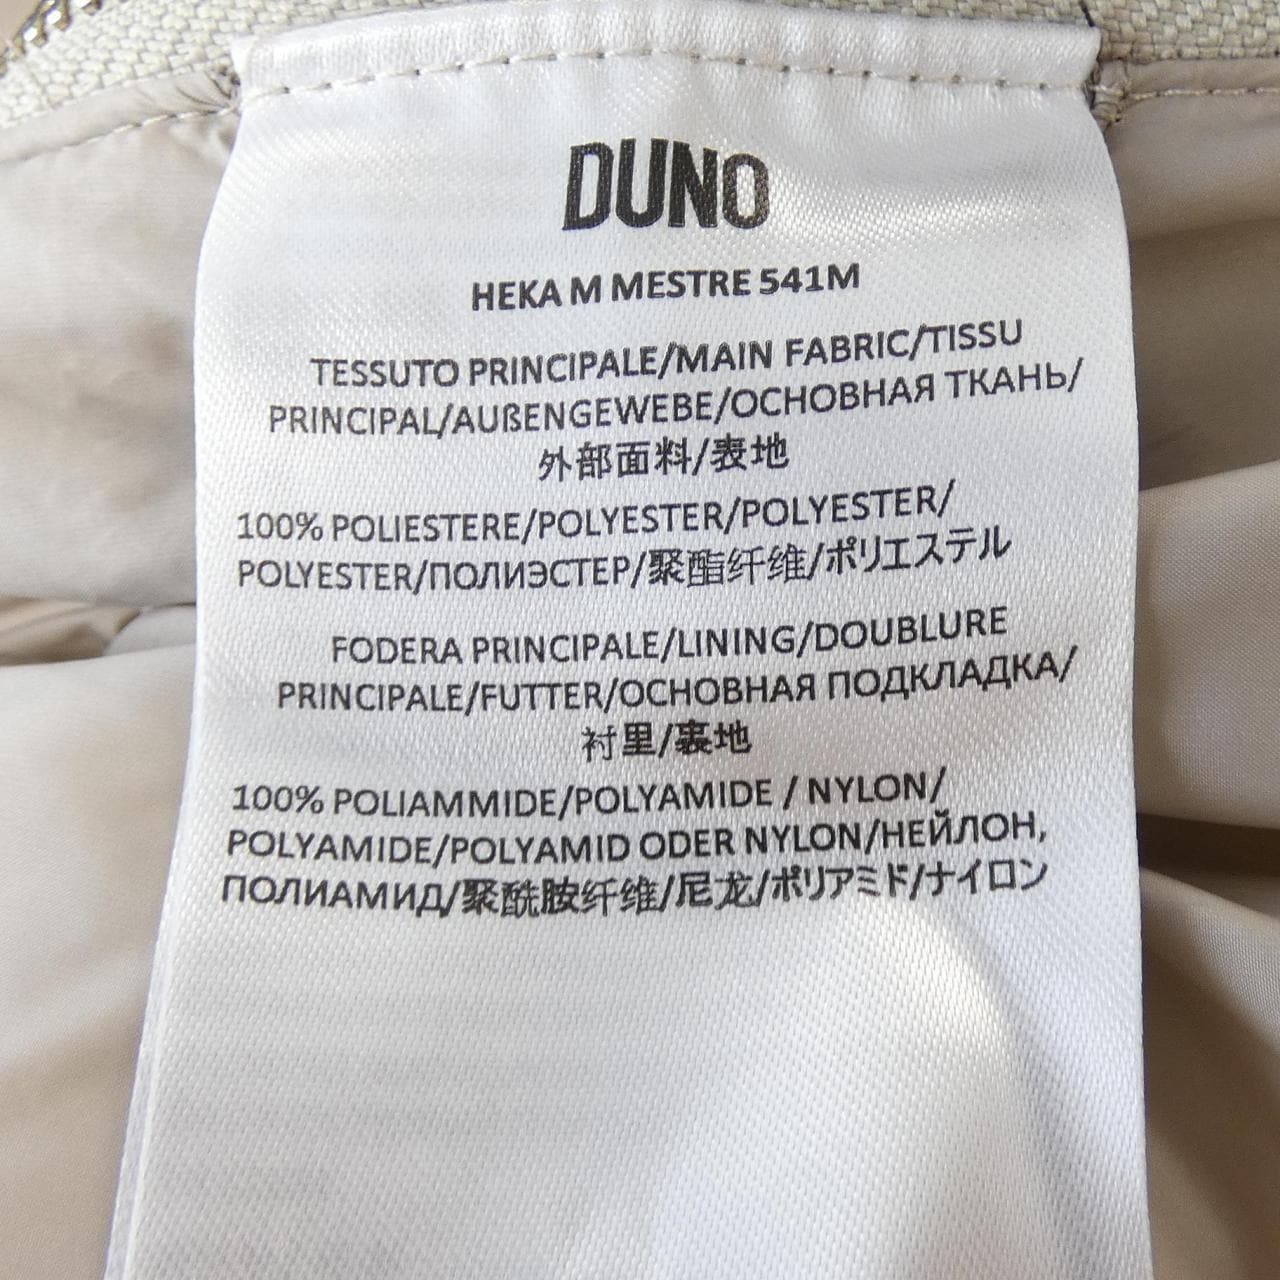 DUNO
HEKA M MESTRE 541M
TESSUTO PRINCIPALE/MAIN FABRIC/TISSU
PRINCIPAL/AUßENGEWEBE/ОСНОВНАЯ ТКАНЬ/
外部面料/表地
100% POLIESTERE/POLYESTER/POLYESTER/
POLYESTER/ПОЛИЭСТЕР/聚酯纤维/ポリエステル
FODERA PRINCIPALE/LINING/DOUBLURE
PRINCIPALE/FUTTER/ОСНОВНАЯ ПОДКЛАДКА/
衬里/裏地
100% POLIAMMIDE/POLYAMIDE / NYLON/
POLYAMIDE/POLYAMID ODER NYLON/НЕЙЛОН,
ПОЛИАМИД/聚酰胺纤维/尼龙/ポリアミド/ナイロン